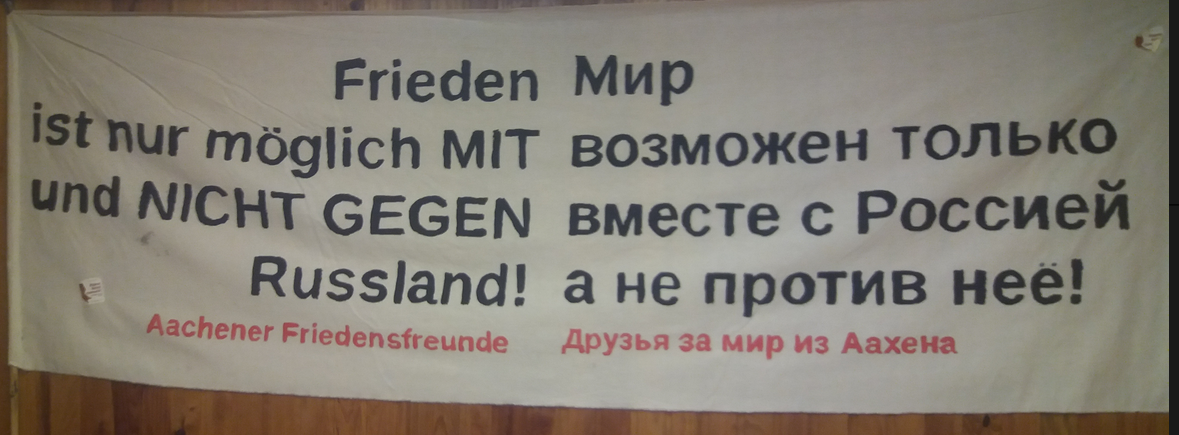 Frieden
ist nur möglich MIT
und NICHT GEGEN
Russland!
Aachener Friedensfreunde
Мир
возможен только
вместе с Россией
а не против неё!
Друзья за мир из Аахена